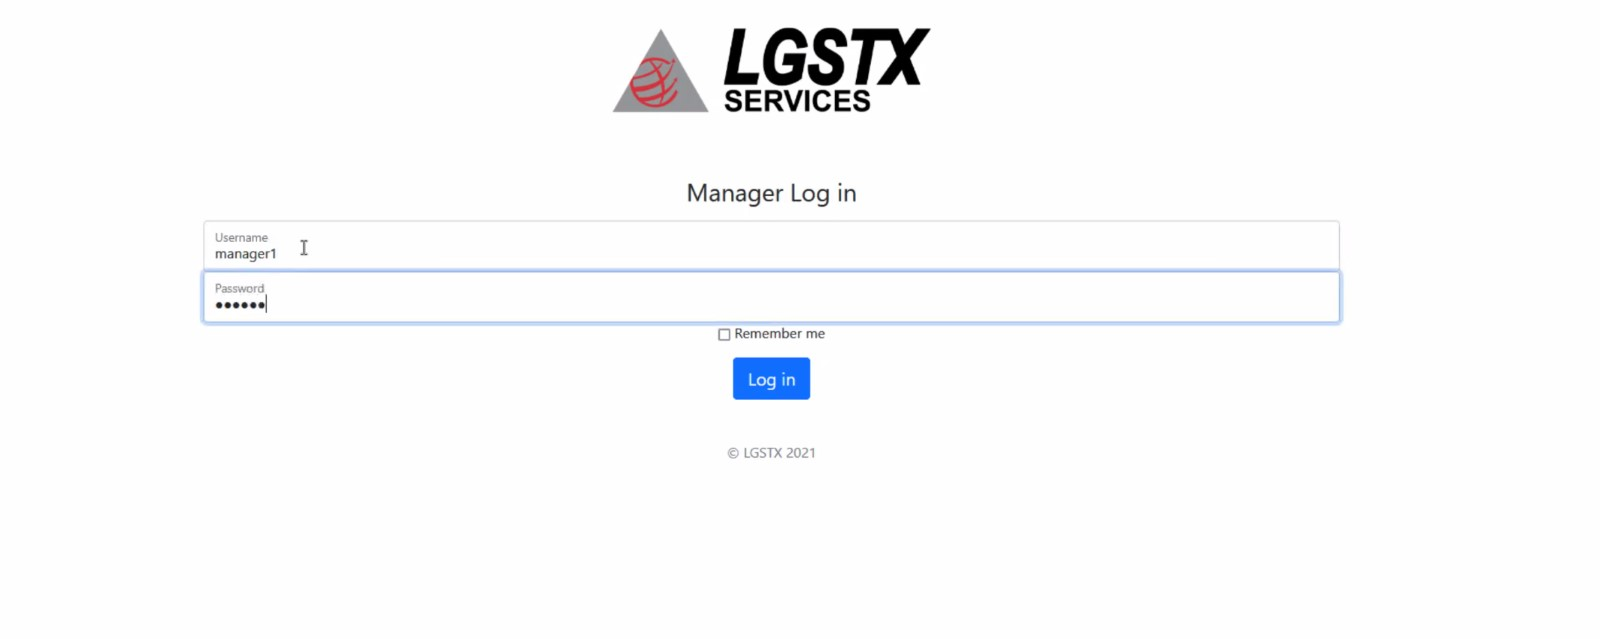 LGSTX
SERVICES
Manager Log in
Username
manager1
Password
••••••
Remember me
Log in
© LGSTX 2021